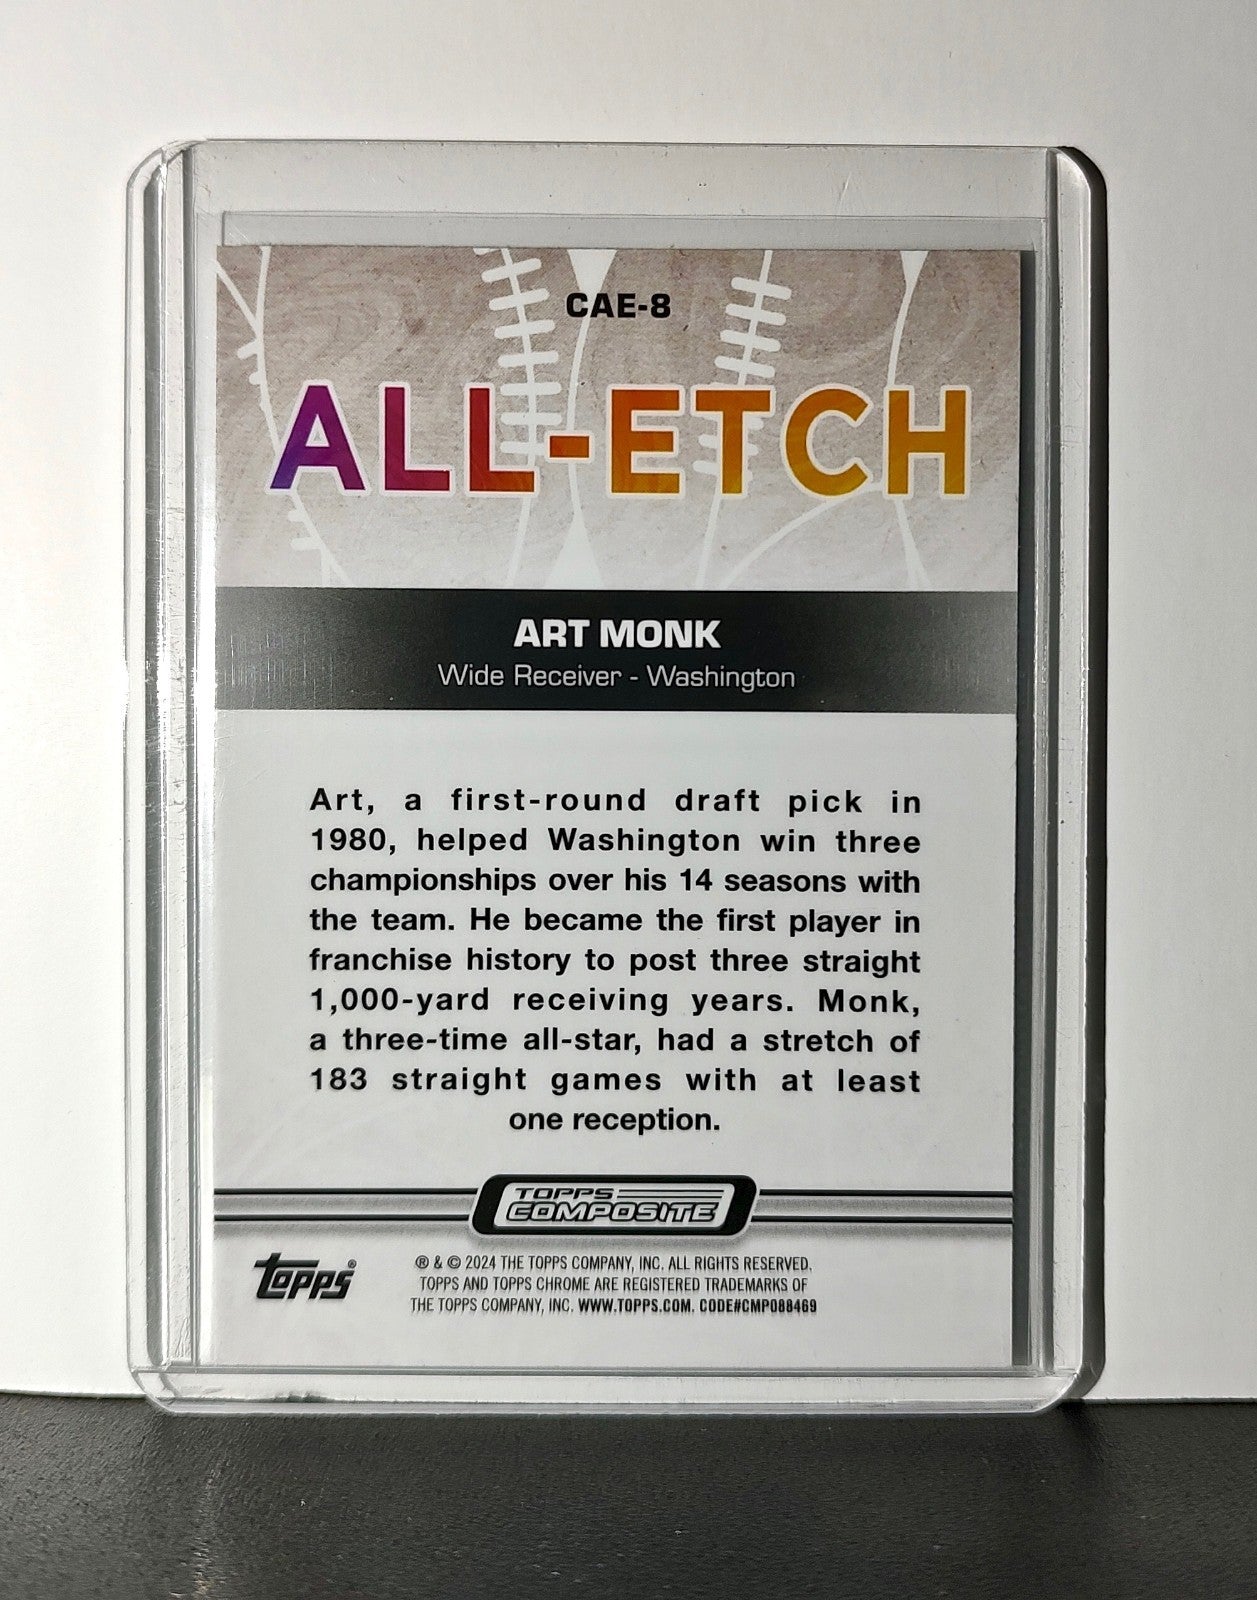 CAE-8
ALL-ETCH
ART MONK
Wide Receiver - Washington
Art, a first-round draft pick in
1980, helped Washington win three
championships over his 14 seasons with
the team. He became the first player in
franchise history to post three straight
1,000-yard receiving years. Monk,
a three-time all-star, had a stretch of
183 straight games with at least
one reception.
TOPPS
COMPOSITE
topps®
® & © 2024 THE TOPPS COMPANY, INC. ALL RIGHTS RESERVED.
TOPPS AND TOPPS CHROME ARE REGISTERED TRADEMARKS OF
THE TOPPS COMPANY, INC. WWW.TOPPS.COM. CODE#CMP088469